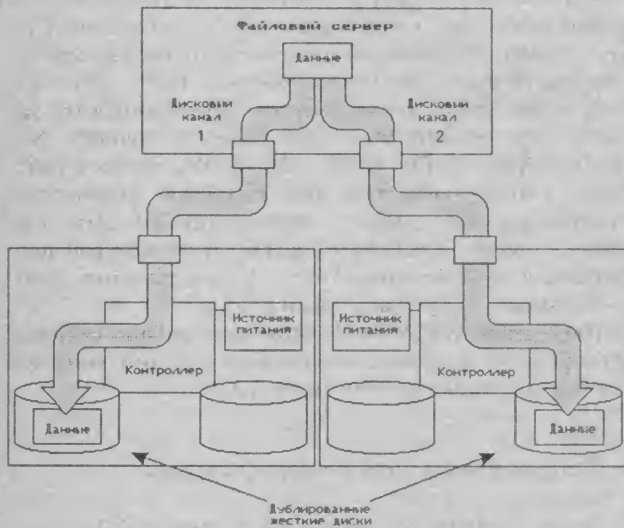 Файловый сервер
Данные
Дисковый
канал
1
Дисковый
канал
2
Источник
питания
Контроллер
Данные
Источник
питания
Контроллер
Данные
Дублированные
жесткие диски